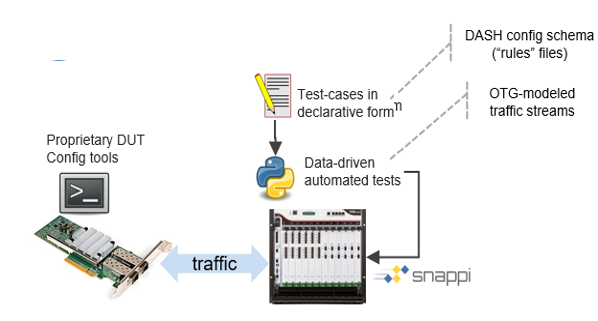 DASH config schema
("rules" files)
OTG-modeled
traffic streams
Test-cases in
declarative formⁿ
Proprietary DUT
Config tools
>_
Data-driven
automated tests
traffic
snappi